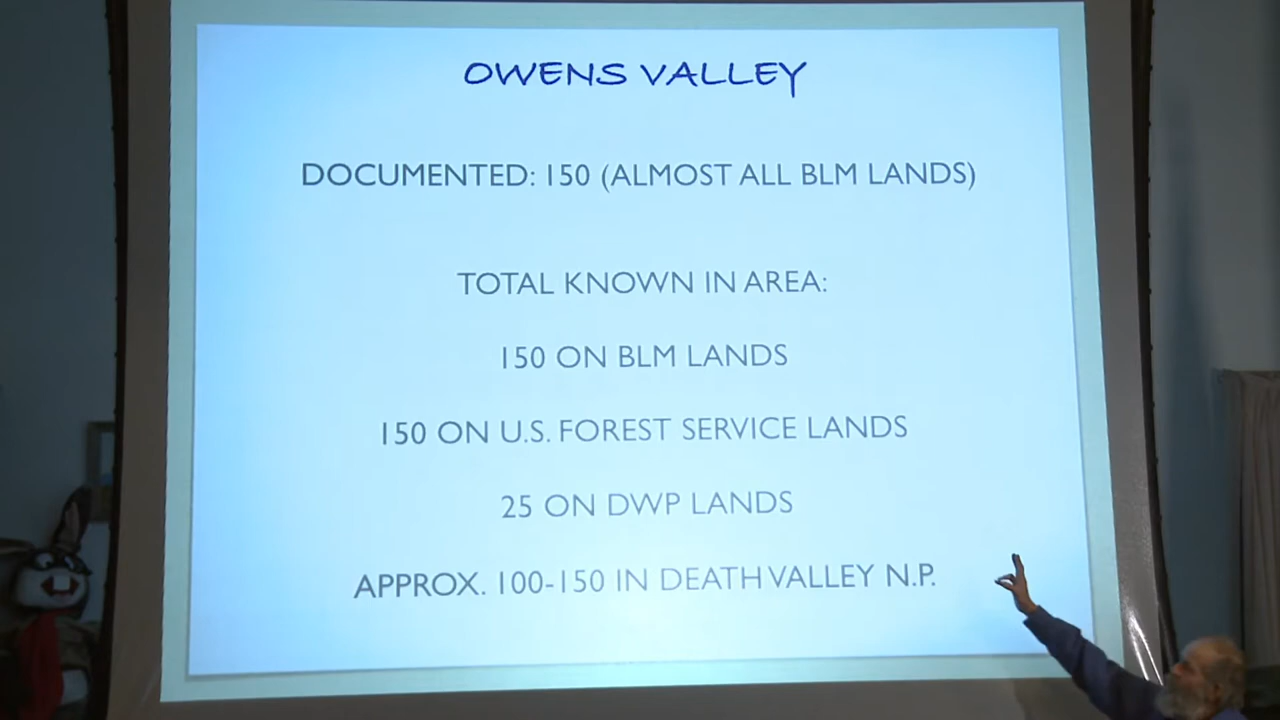 OWENS VALLEY
DOCUMENTED: 150 (ALMOST ALL BLM LANDS)
TOTAL KNOWN IN AREA:
150 ON BLM LANDS
150 ON U.S. FOREST SERVICE LANDS
25 ON DWP LANDS
APPROX. 100-150 IN DEATH VALLEY N.P.